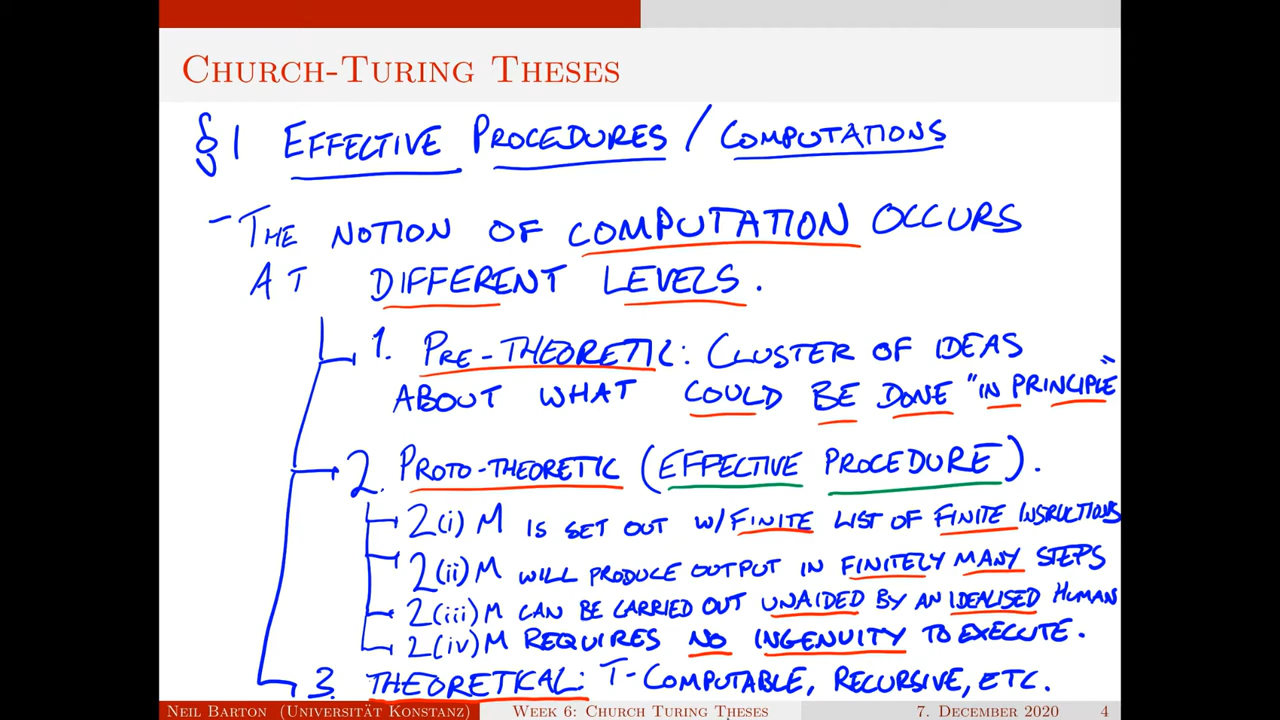 CHURCH-TURING THESES
§1 EFFECTIVE PROCEDURES / COMPUTATIONS
- THE NOTION OF COMPUTATION OCCURS
AT DIFFERENT LEVELS.
1. PRE-THEORETIC: CLUSTER OF IDEAS
ABOUT WHAT COULD BE DONE "IN PRINCIPLE"
2. PROTO-THEORETIC (EFFECTIVE PROCEDURE).
2(i) M IS SET OUT W/ FINITE LIST OF FINITE INSRUCTIONS
2(ii) M WILL PRODUCE OUTPUT IN FINITELY MANY STEPS
2(iii) M CAN BE CARRIED OUT UNAIDED BY AN IDEALISED HUMAN
2(iv) M REQUIRES NO INGENUITY TO EXECUTE.
3. THEORETICAL: T-COMPUTABLE, RECURSIVE, ETC.
NEIL BARTON (UNIVERSITÄT KONSTANZ) WEEK 6: CHURCH TURING THESES 7. DECEMBER 2020 4